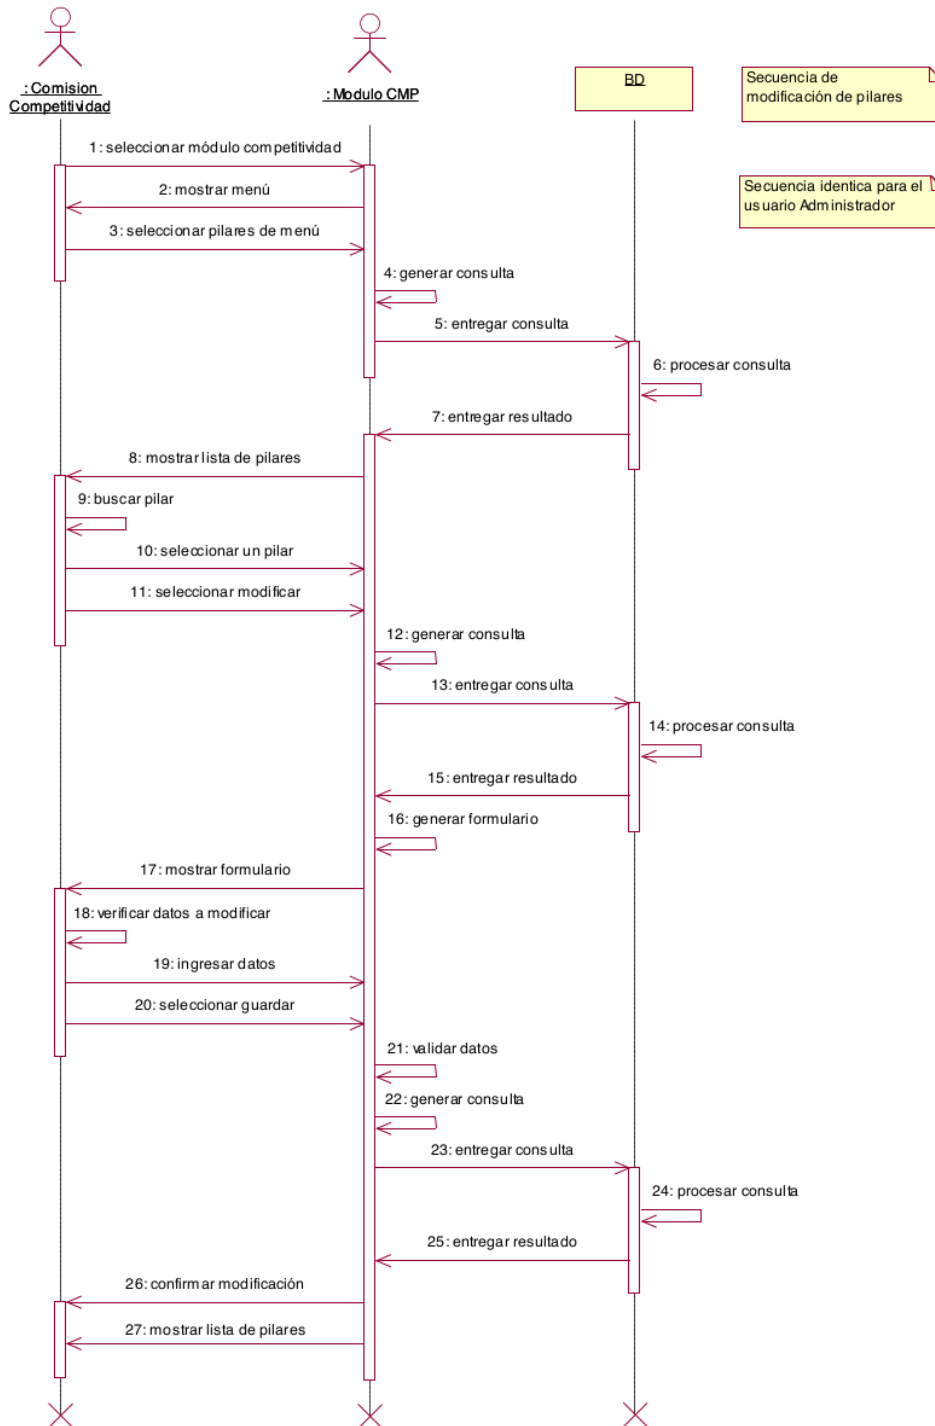 : Comision
Competitividad
: Modulo CMP
BD
Secuencia de
modificación de pilares
Secuencia identica para el
usuario Administrador
1: seleccionar módulo competitividad
2: mostrar menú
3: seleccionar pilares de menú
4: generar consulta
5: entregar consulta
6: procesar consulta
7: entregar resultado
8: mostrar lista de pilares
9: buscar pilar
10: seleccionar un pilar
11: seleccionar modificar
12: generar consulta
13: entregar consulta
14: procesar consulta
15: entregar resultado
16: generar formulario
17: mostrar formulario
18: verificar datos a modificar
19: ingresar datos
20: seleccionar guardar
21: validar datos
22: generar consulta
23: entregar consulta
24: procesar consulta
25: entregar resultado
26: confirmar modificación
27: mostrar lista de pilares